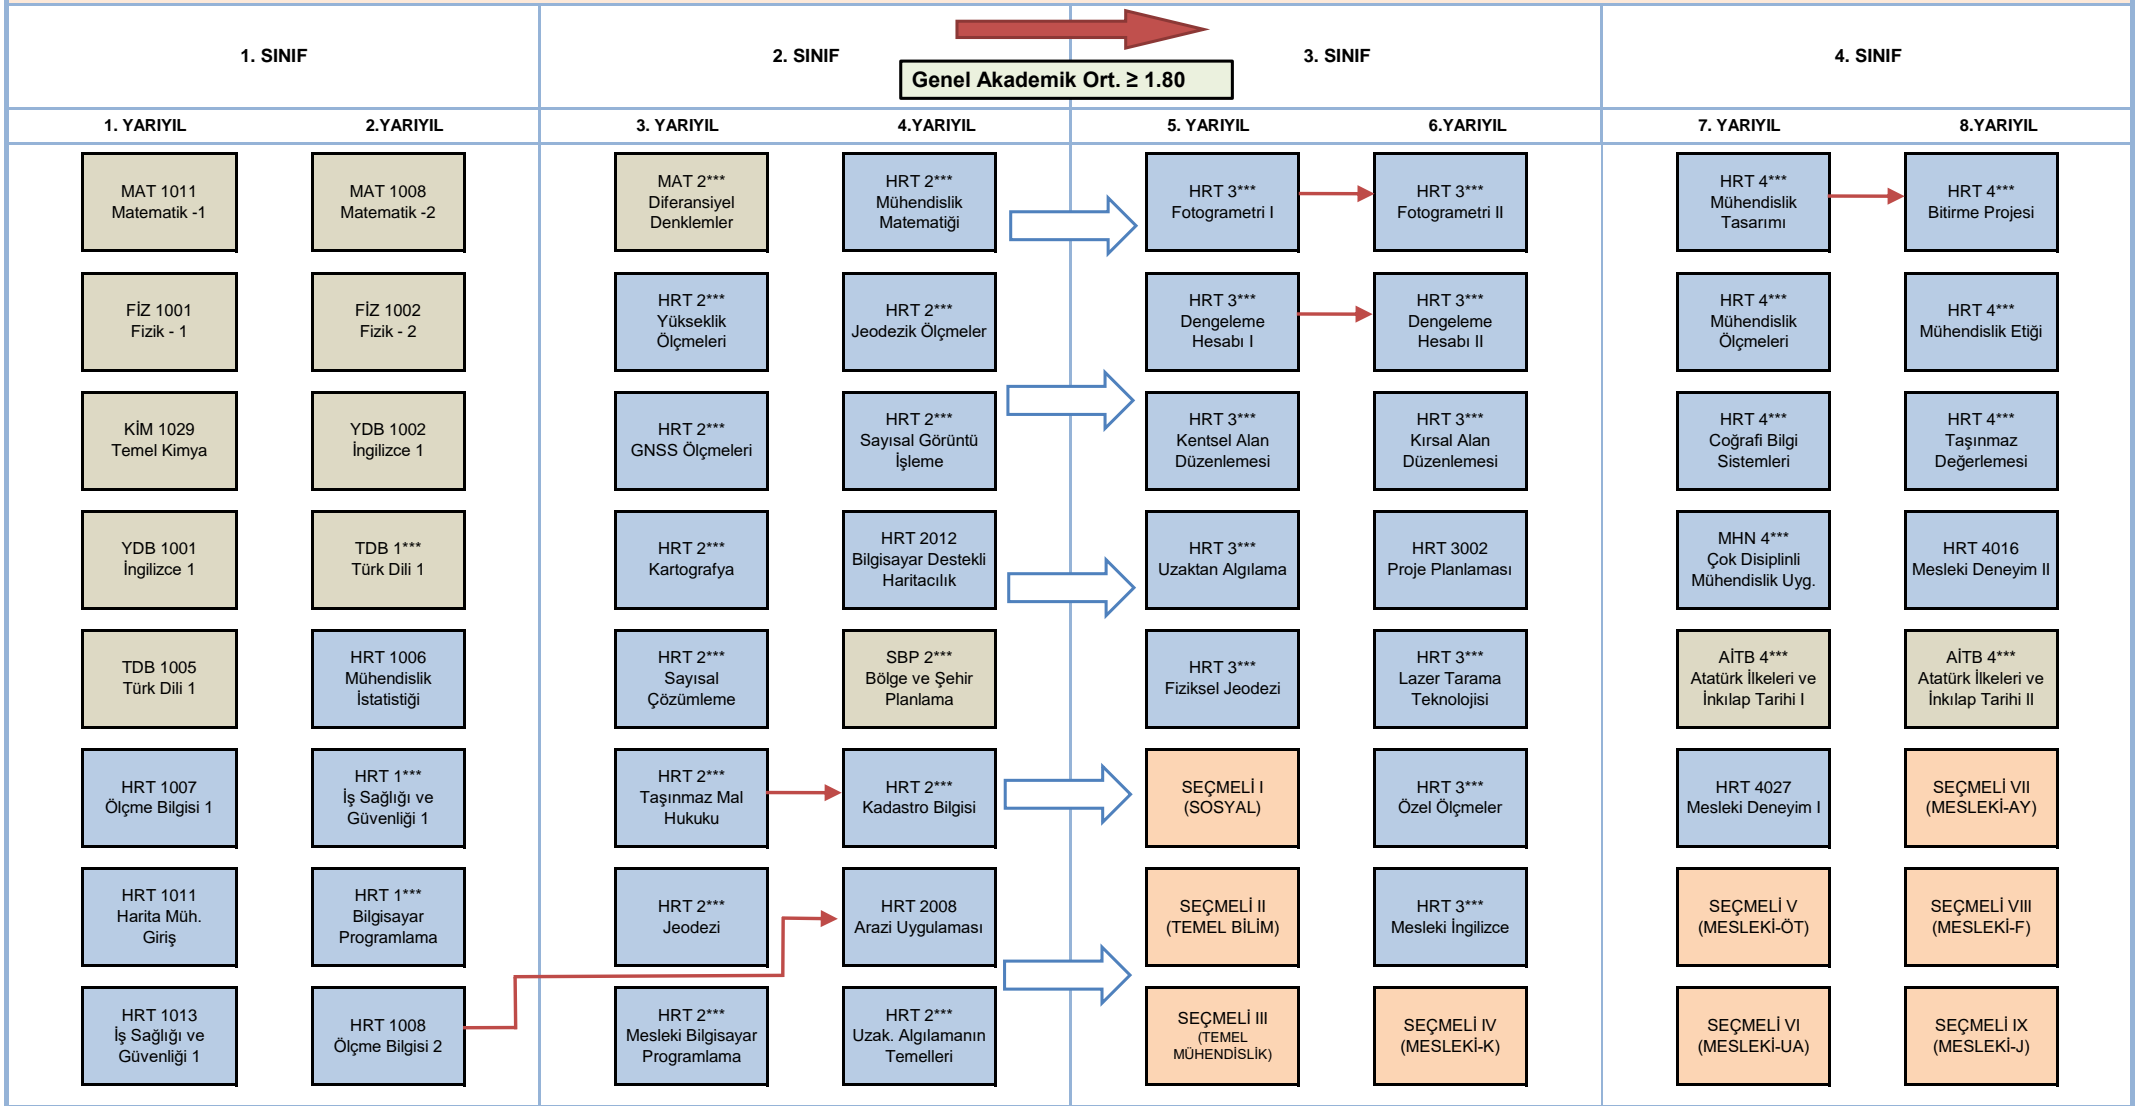 1. SINIF
2. SINIF
3. SINIF
4. SINIF
Genel Akademik Ort. ≥ 1.80
1. YARIYIL
2.YARIYIL
3. YARIYIL
4.YARIYIL
5. YARIYIL
6.YARIYIL
7. YARIYIL
8.YARIYIL
MAT 1011
Matematik -1
MAT 1008
Matematik -2
MAT 2***
Diferansiyel
Denklemler
HRT 2***
Mühendislik
Matematiği
HRT 3***
Fotogrametri I
HRT 3***
Fotogrametri II
HRT 4***
Mühendislik
Tasarımı
HRT 4***
Bitirme Projesi
FİZ 1001
Fizik - 1
FİZ 1002
Fizik - 2
HRT 2***
Yükseklik
Ölçmeleri
HRT 2***
Jeodezik Ölçmeler
HRT 3***
Dengeleme
Hesabı I
HRT 3***
Dengeleme
Hesabı II
HRT 4***
Mühendislik
Ölçmeleri
HRT 4***
Mühendislik Etiği
KİM 1029
Temel Kimya
YDB 1002
İngilizce 1
HRT 2***
GNSS Ölçmeleri
HRT 2***
Sayısal Görüntü
İşleme
HRT 3***
Kentsel Alan
Düzenlemesi
HRT 3***
Kırsal Alan
Düzenlemesi
HRT 4***
Coğrafi Bilgi
Sistemleri
HRT 4***
Taşınmaz
Değerlemesi
YDB 1001
İngilizce 1
TDB 1***
Türk Dili 1
HRT 2***
Kartografya
HRT 2012
Bilgisayar Destekli
Haritacılık
HRT 3***
Uzaktan Algılama
HRT 3002
Proje Planlaması
MHN 4***
Çok Disiplinli
Mühendislik Uyg.
HRT 4016
Mesleki Deneyim II
TDB 1005
Türk Dili 1
HRT 1006
Mühendislik
İstatistiği
HRT 2***
Sayısal
Çözümleme
SBP 2***
Bölge ve Şehir
Planlama
HRT 3***
Fiziksel Jeodezi
HRT 3***
Lazer Tarama
Teknolojisi
AİTB 4***
Atatürk İlkeleri ve
İnkılap Tarihi I
AİTB 4***
Atatürk İlkeleri ve
İnkılap Tarihi II
HRT 1007
Ölçme Bilgisi 1
HRT 1***
İş Sağlığı ve
Güvenliği 1
HRT 2***
Taşınmaz Mal
Hukuku
HRT 2***
Kadastro Bilgisi
SEÇMELİ I
(SOSYAL)
HRT 3***
Özel Ölçmeler
HRT 4027
Mesleki Deneyim I
SEÇMELİ VII
(MESLEKİ-AY)
HRT 1011
Harita Müh.
Giriş
HRT 1***
Bilgisayar
Programlama
HRT 2***
Jeodezi
HRT 2008
Arazi Uygulaması
SEÇMELİ II
(TEMEL BİLİM)
HRT 3***
Mesleki İngilizce
SEÇMELİ V
(MESLEKİ-ÖT)
SEÇMELİ VIII
(MESLEKİ-F)
HRT 1013
İş Sağlığı ve
Güvenliği 1
HRT 1008
Ölçme Bilgisi 2
HRT 2***
Mesleki Bilgisayar
Programlama
HRT 2***
Uzak. Algılamanın
Temelleri
SEÇMELİ III
(TEMEL
MÜHENDİSLİK)
SEÇMELİ IV
(MESLEKİ-K)
SEÇMELİ VI
(MESLEKİ-UA)
SEÇMELİ IX
(MESLEKİ-J)